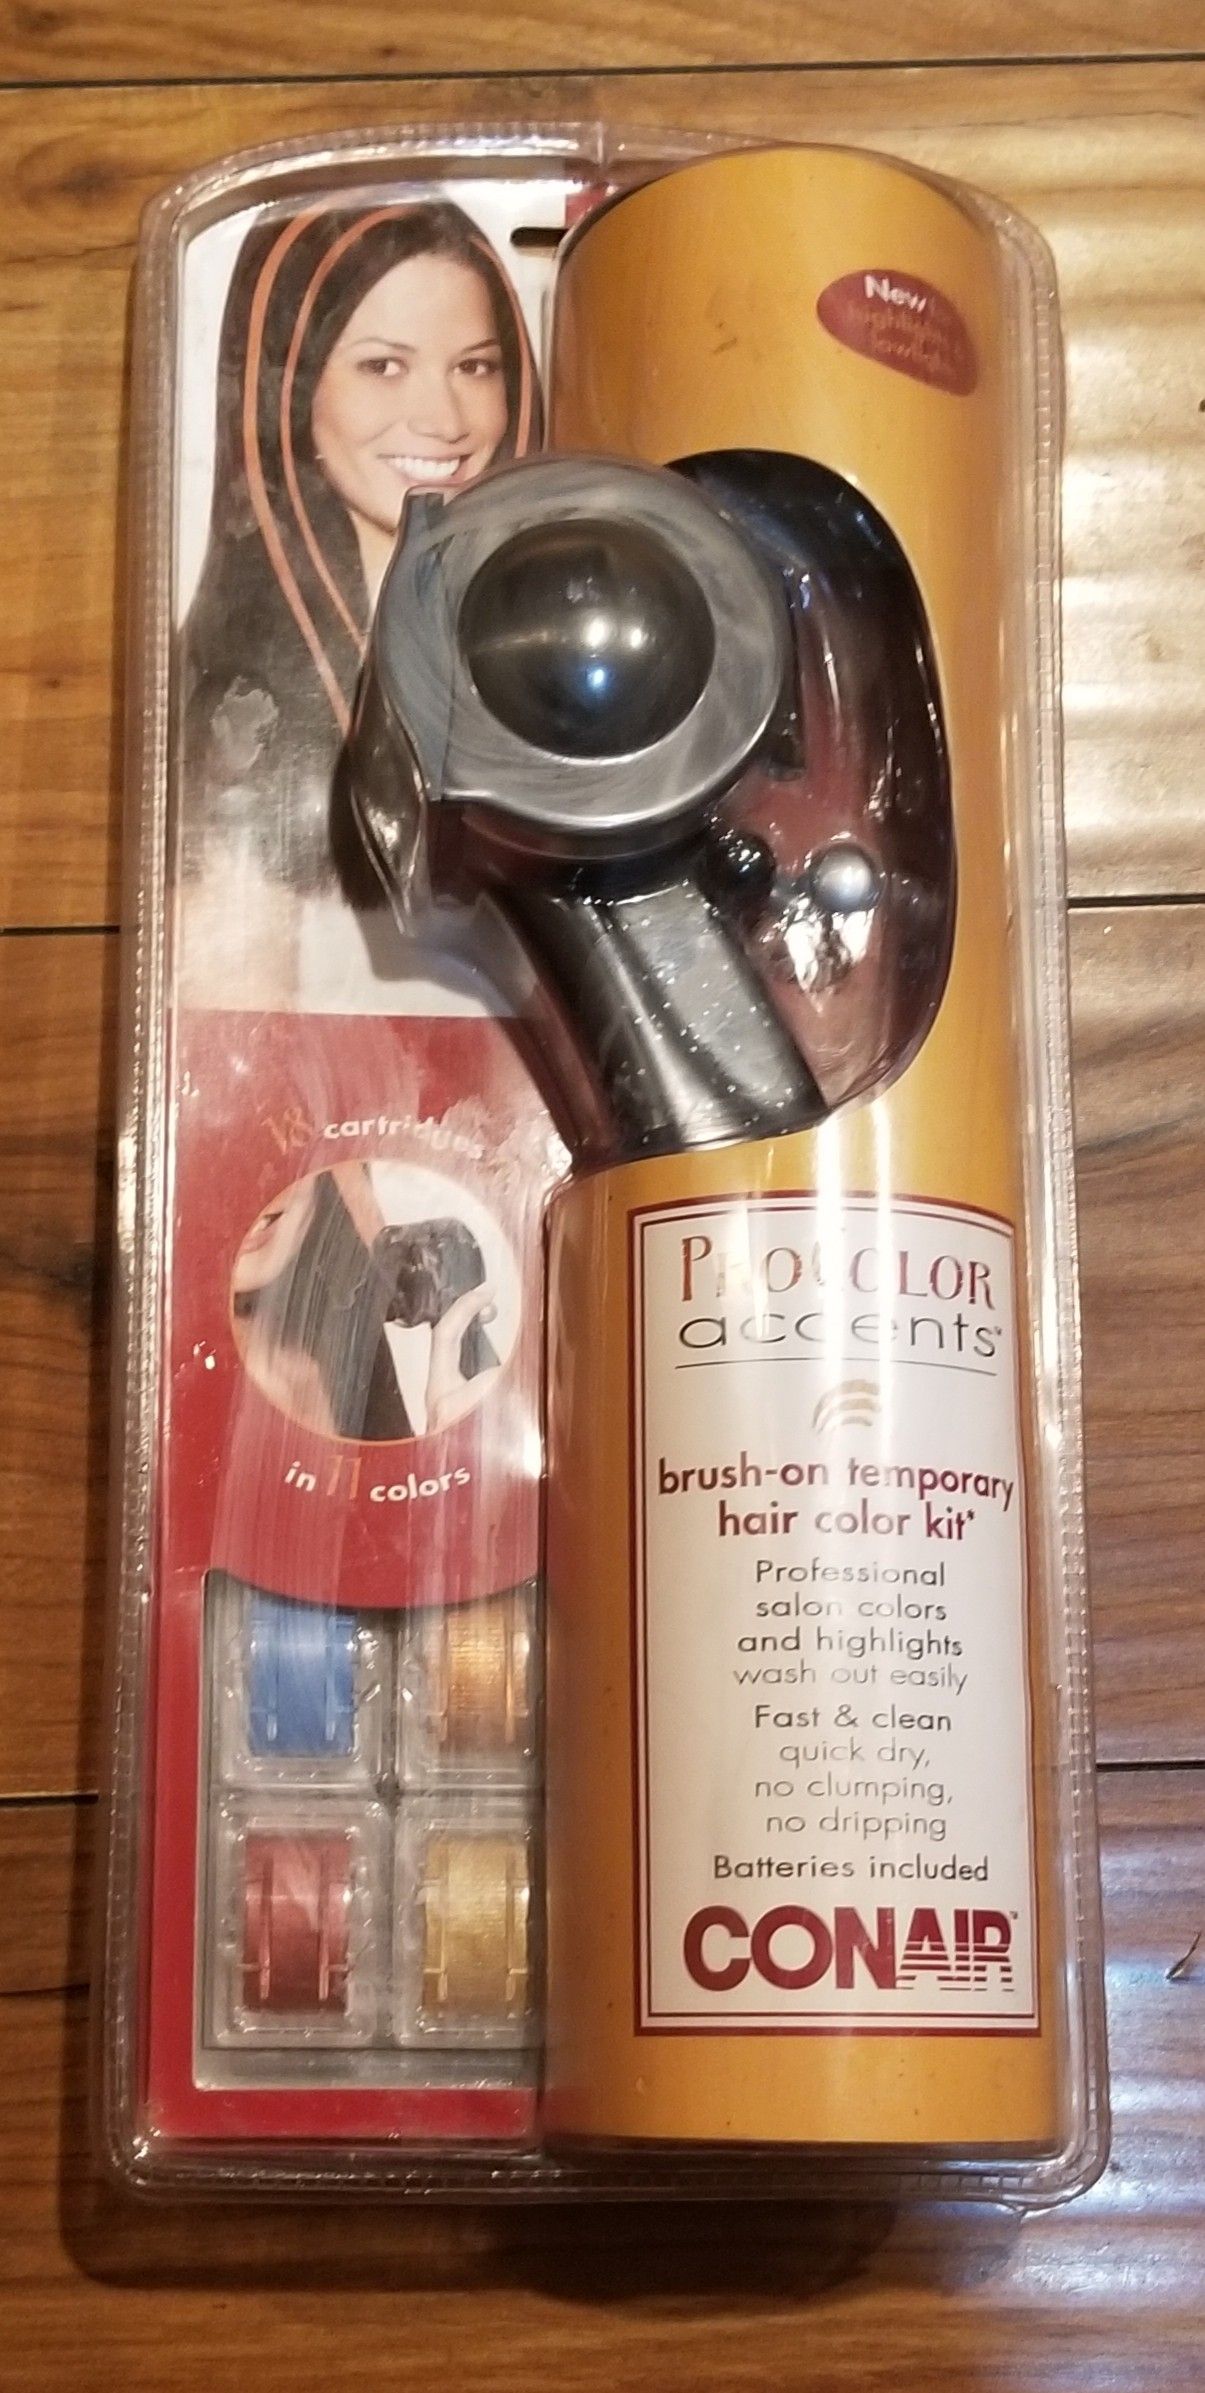 New
18 cartridges
in 11 colors
PROCOLOR
accents
brush-on temporary
hair color kit*
Professional
salon colors
and highlights
wash out easily
Fast & clean
quick dry,
no clumping,
no dripping
Batteries included
CONAIR™